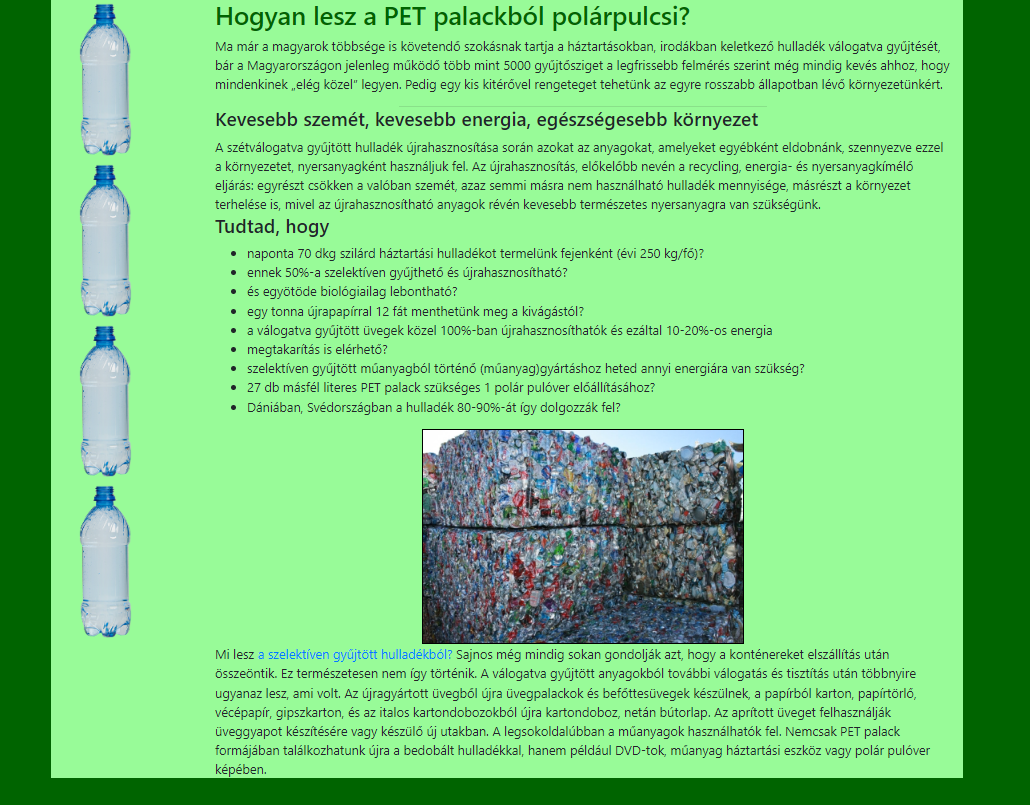 Hogyan lesz a PET palackból polárpulcsi?
Ma már a magyarok többsége is követendő szokásnak tartja a háztartásokban, irodákban keletkező hulladék válogatva gyűjtését,
bár a Magyarországon jelenleg működő több mint 5000 gyűjtősziget a legfrissebb felmérés szerint még mindig kevés ahhoz, hogy
mindenkinek „elég közel” legyen. Pedig egy kis kitérővel rengeteget tehetünk az egyre rosszabb állapotban lévő környezetünkért.
Kevesebb szemét, kevesebb energia, egészségesebb környezet
A szétválogatva gyűjtött hulladék újrahasznosítása során azokat az anyagokat, amelyeket egyébként eldobnánk, szennyezve ezzel
a környezetet, nyersanyagként használjuk fel. Az újrahasznosítás, előkelőbb nevén a recycling, energia- és nyersanyagkímélő
eljárás: egyrészt csökken a valóban szemét, azaz semmi másra nem használható hulladék mennyisége, másrészt a környezet
terhelése is, mivel az újrahasznosítható anyagok révén kevesebb természetes nyersanyagra van szükségünk.
Tudtad, hogy
• naponta 70 dkg szilárd háztartási hulladékot termelünk fejenként (évi 250 kg/fő)?
• ennek 50%-a szelektíven gyűjthető és újrahasznosítható?
• és egyötöde biológiailag lebontható?
• egy tonna újrapapírral 12 fát menthetünk meg a kivágástól?
• a válogatva gyűjtött üvegek közel 100%-ban újrahasznosíthatók és ezáltal 10-20%-os energia
• megtakarítás is elérhető?
• szelektíven gyűjtött műanyagból történő (műanyag)gyártáshoz heted annyi energiára van szükség?
• 27 db másfél literes PET palack szükséges 1 polár pulóver előállításához?
• Dániában, Svédországban a hulladék 80-90%-át így dolgozzák fel?
Mi lesz a szelektíven gyűjtött hulladékból? Sajnos még mindig sokan gondolják azt, hogy a konténereket elszállítás után
összeöntik. Ez természetesen nem így történik. A válogatva gyűjtött anyagokból további válogatás és tisztítás után többnyire
ugyanaz lesz, ami volt. Az újragyártott üvegből újra üvegpalackok és befőttesüvegek készülnek, a papírból karton, papírtörlő,
vécépapír, gipszkarton, és az italos kartondobozokból újra kartondoboz, netán bútorlap. Az aprított üveget felhasználják
üveggyapot készítésére vagy készülő új utakban. A legsokoldalúbban a műanyagok használhatók fel. Nemcsak PET palack
formájában találkozhatunk újra a bedobált hulladékkal, hanem például DVD-tok, műanyag háztartási eszköz vagy polár pulóver
képében.